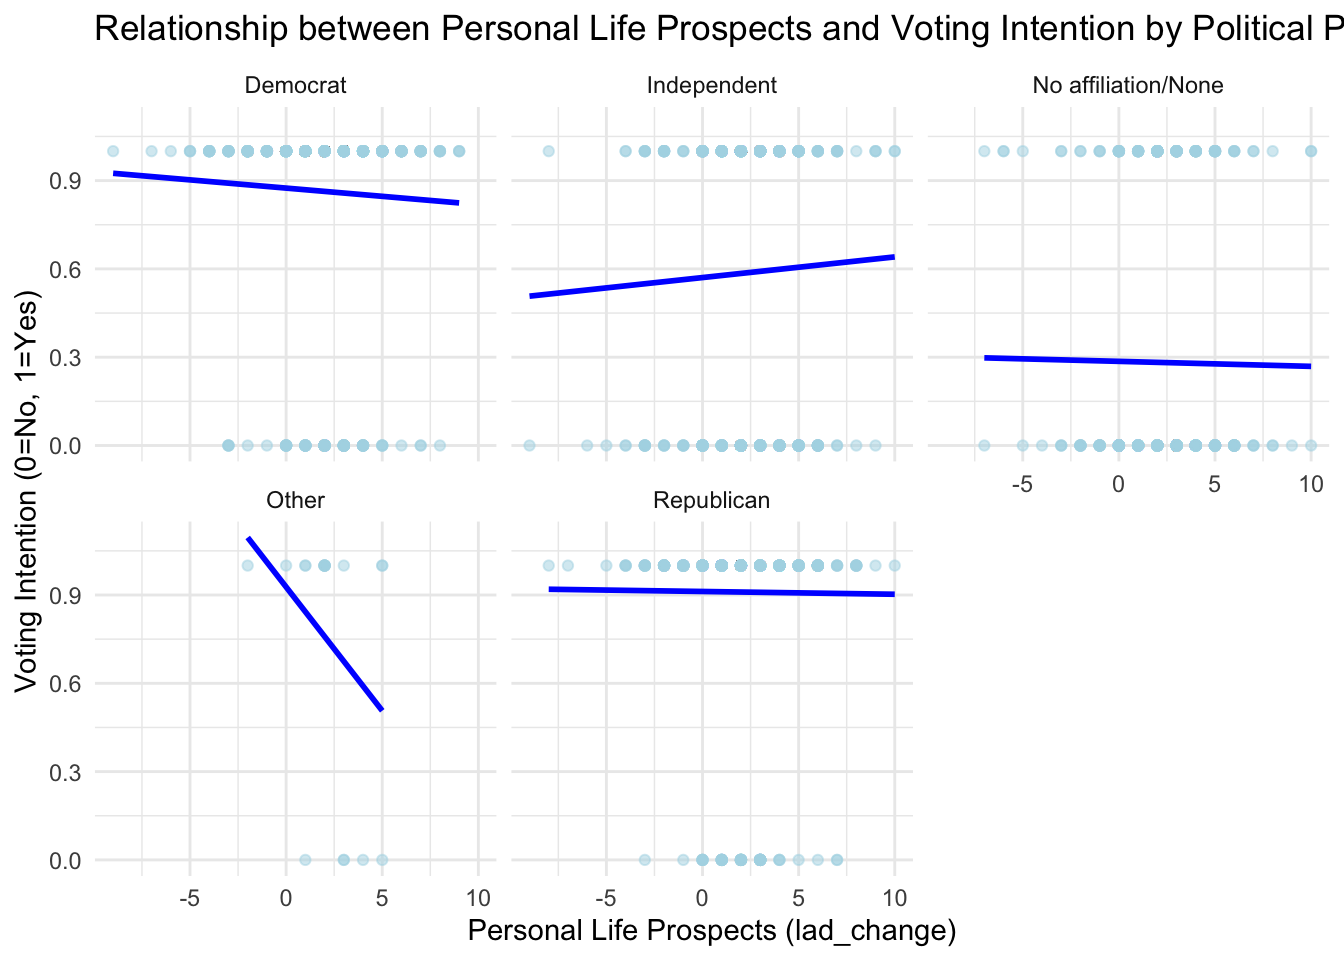 Relationship between Personal Life Prospects and Voting Intention by Political P
Democrat
Independent
No affiliation/None
0.9
0.6
0.3
0.0
-5 0 5 10
Other
Republican
0.9
0.6
0.3
0.0
-5 0 5 10
-5 0 5 10
Voting Intention (0=No, 1=Yes)
Personal Life Prospects (lad_change)